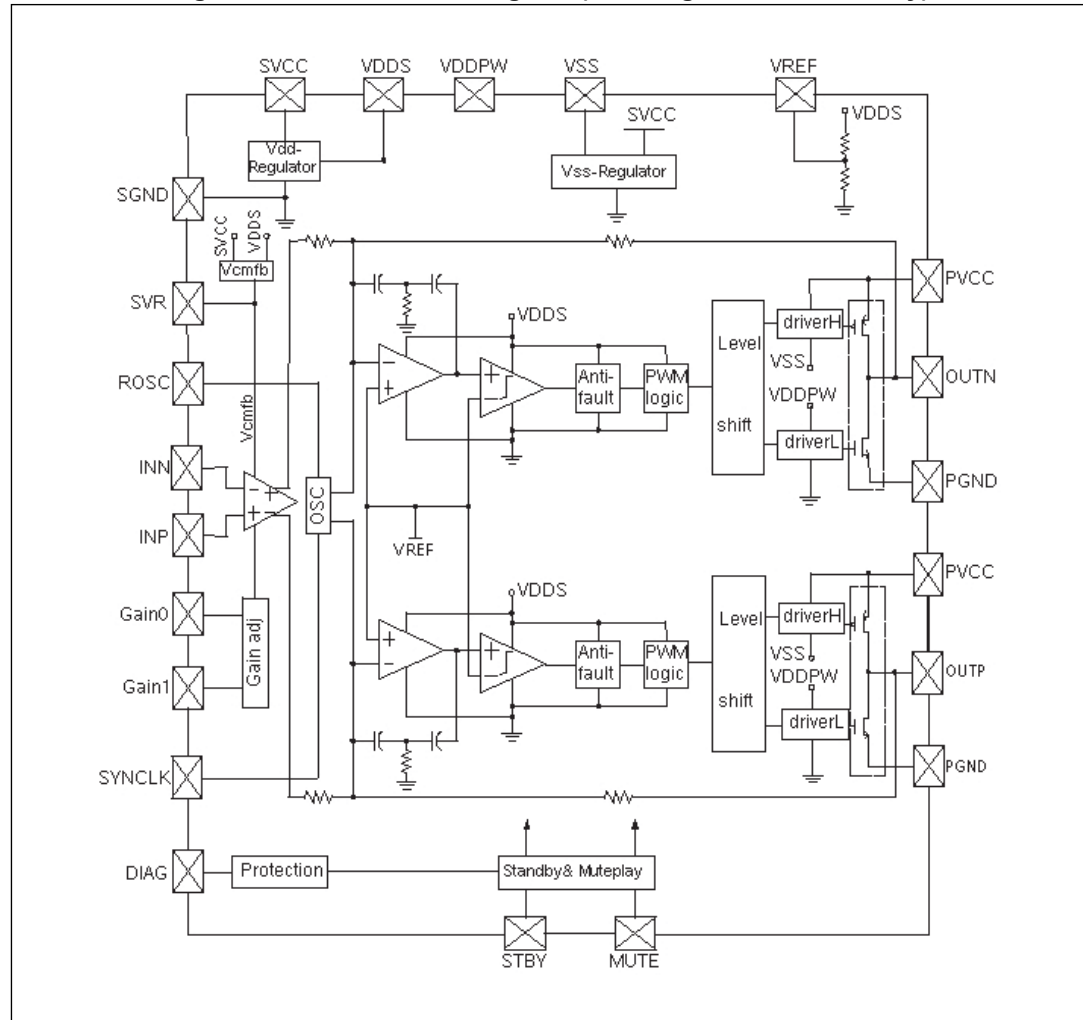 SVCC
VDDS
VDDPW
VSS
VREF
SVCC
VDDS
Vdd-
Regulator
Vss-Regulator
SGND
SVCC
VDDS
Vcmfb
SVR
PVCC
VDDS
driverH
Level
shift
VSS
VDDPW
driverL
Anti-
fault
PWM
logic
ROSC
OUTN
Vcmfb
INN
PGND
OSC
INP
VREF
PVCC
VDDS
Gain0
Gain adj
Level
shift
driverH
Anti-
fault
PWM
logic
VSS
VDDPW
Gain1
OUTP
driverL
SYNCLK
PGND
DIAG
Protection
Standby& Muteplay
STBY
MUTE